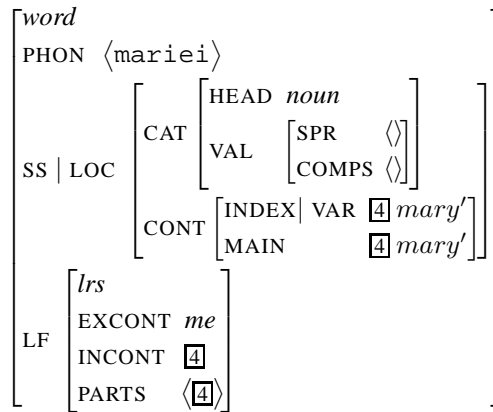 word
PHON ⟨mariei⟩
HEAD noun
CAT
VAL
SPR ⟨⟩
COMPS ⟨⟩
SS | LOC
CONT
INDEX| VAR 4 mary′
MAIN 4 mary′
lrs
EXCONT me
LF
INCONT 4
PARTS ⟨4⟩